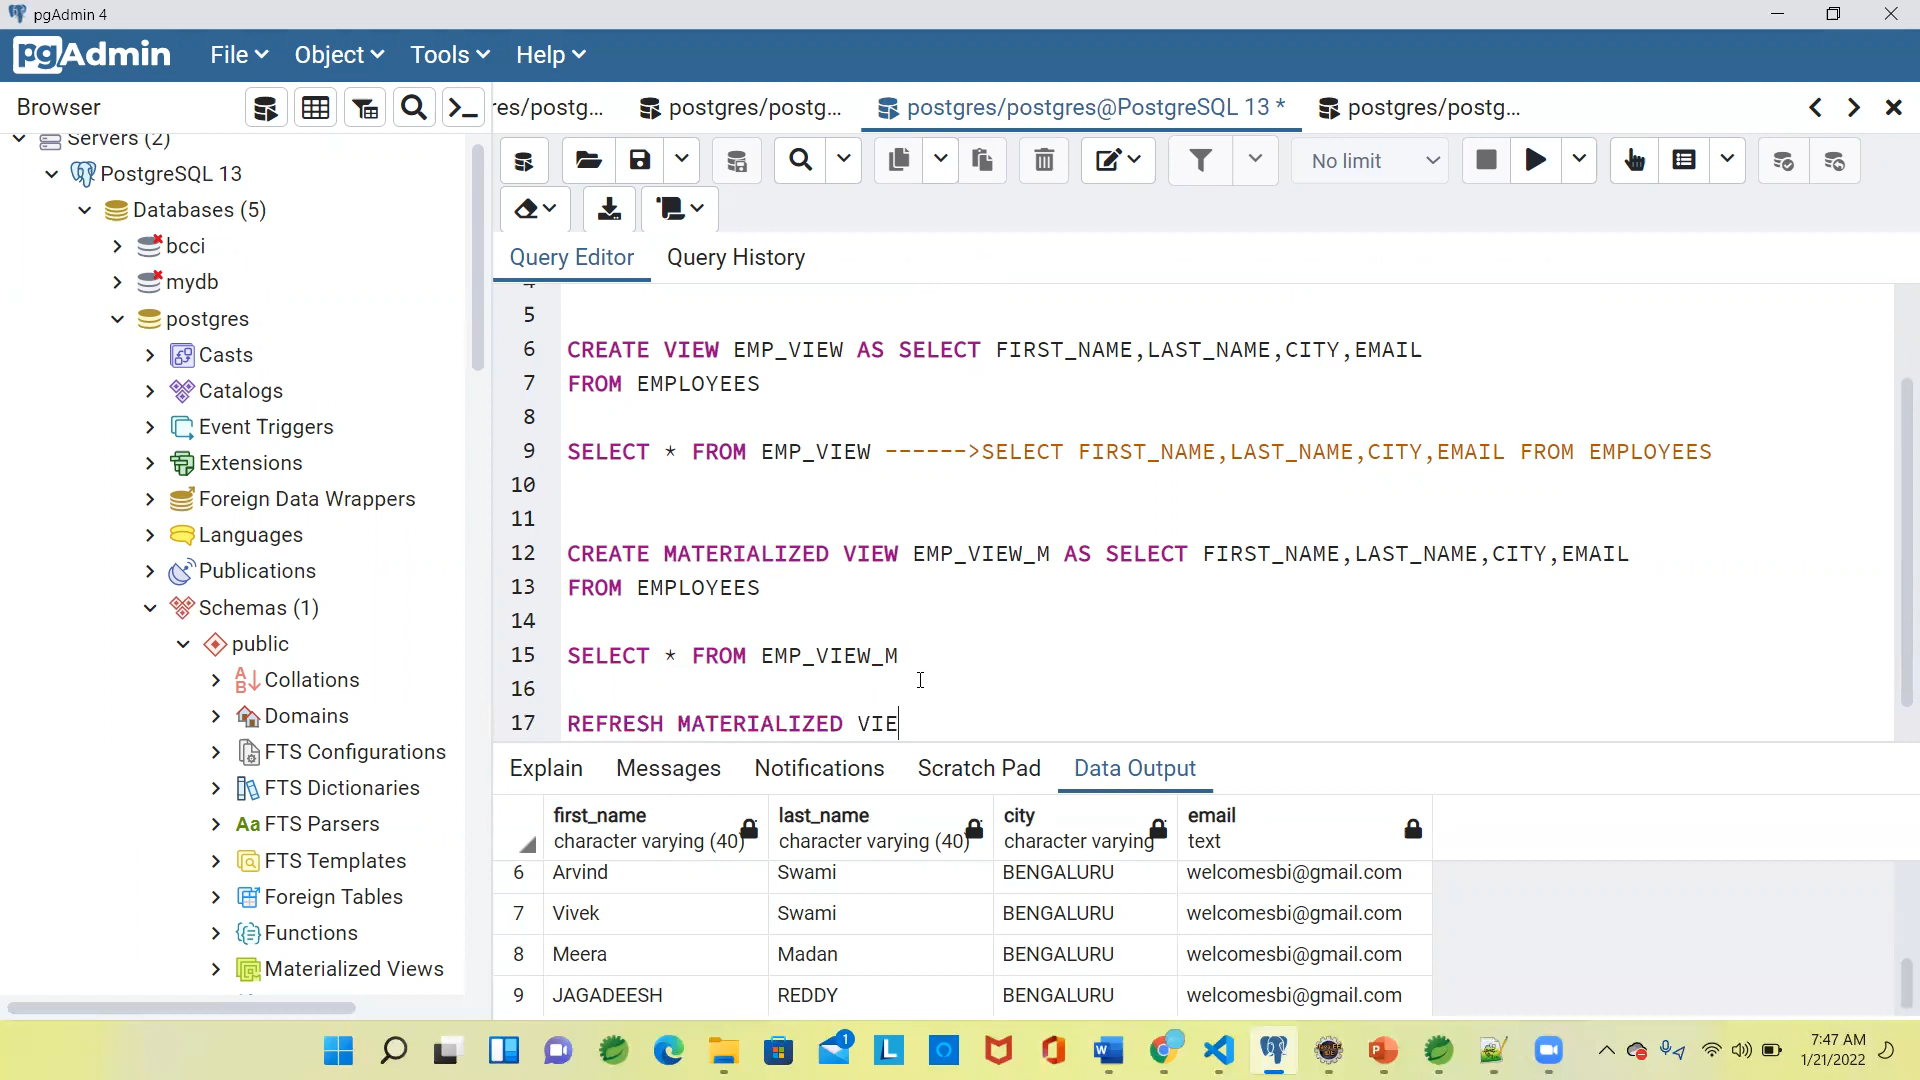 pgAdmin 4
pgAdmin File Object Tools Help
Browser
res/postg... postgres/postg... postgres/postgres@PostgreSQL 13 * postgres/postg...
No limit
Servers (2)
PostgreSQL 13
Databases (5)
bcci
mydb
postgres
Casts
Catalogs
Event Triggers
Extensions
Foreign Data Wrappers
Languages
Publications
Schemas (1)
public
Collations
Domains
FTS Configurations
FTS Dictionaries
Aa FTS Parsers
FTS Templates
Foreign Tables
Functions
Materialized Views
Query Editor Query History
5
6 CREATE VIEW EMP_VIEW AS SELECT FIRST_NAME,LAST_NAME,CITY,EMAIL
7 FROM EMPLOYEES
8
9 SELECT * FROM EMP_VIEW ------>SELECT FIRST_NAME,LAST_NAME,CITY,EMAIL FROM EMPLOYEES
10
11
12 CREATE MATERIALIZED VIEW EMP_VIEW_M AS SELECT FIRST_NAME,LAST_NAME,CITY,EMAIL
13 FROM EMPLOYEES
14
15 SELECT * FROM EMP_VIEW_M
16
17 REFRESH MATERIALIZED VIE
Explain Messages Notifications Scratch Pad Data Output
first_name last_name city email
character varying (40) character varying (40) character varying text
6 Arvind Swami BENGALURU welcomesbi@gmail.com
7 Vivek Swami BENGALURU welcomesbi@gmail.com
8 Meera Madan BENGALURU welcomesbi@gmail.com
9 JAGADEESH REDDY BENGALURU welcomesbi@gmail.com
7:47 AM
1/21/2022